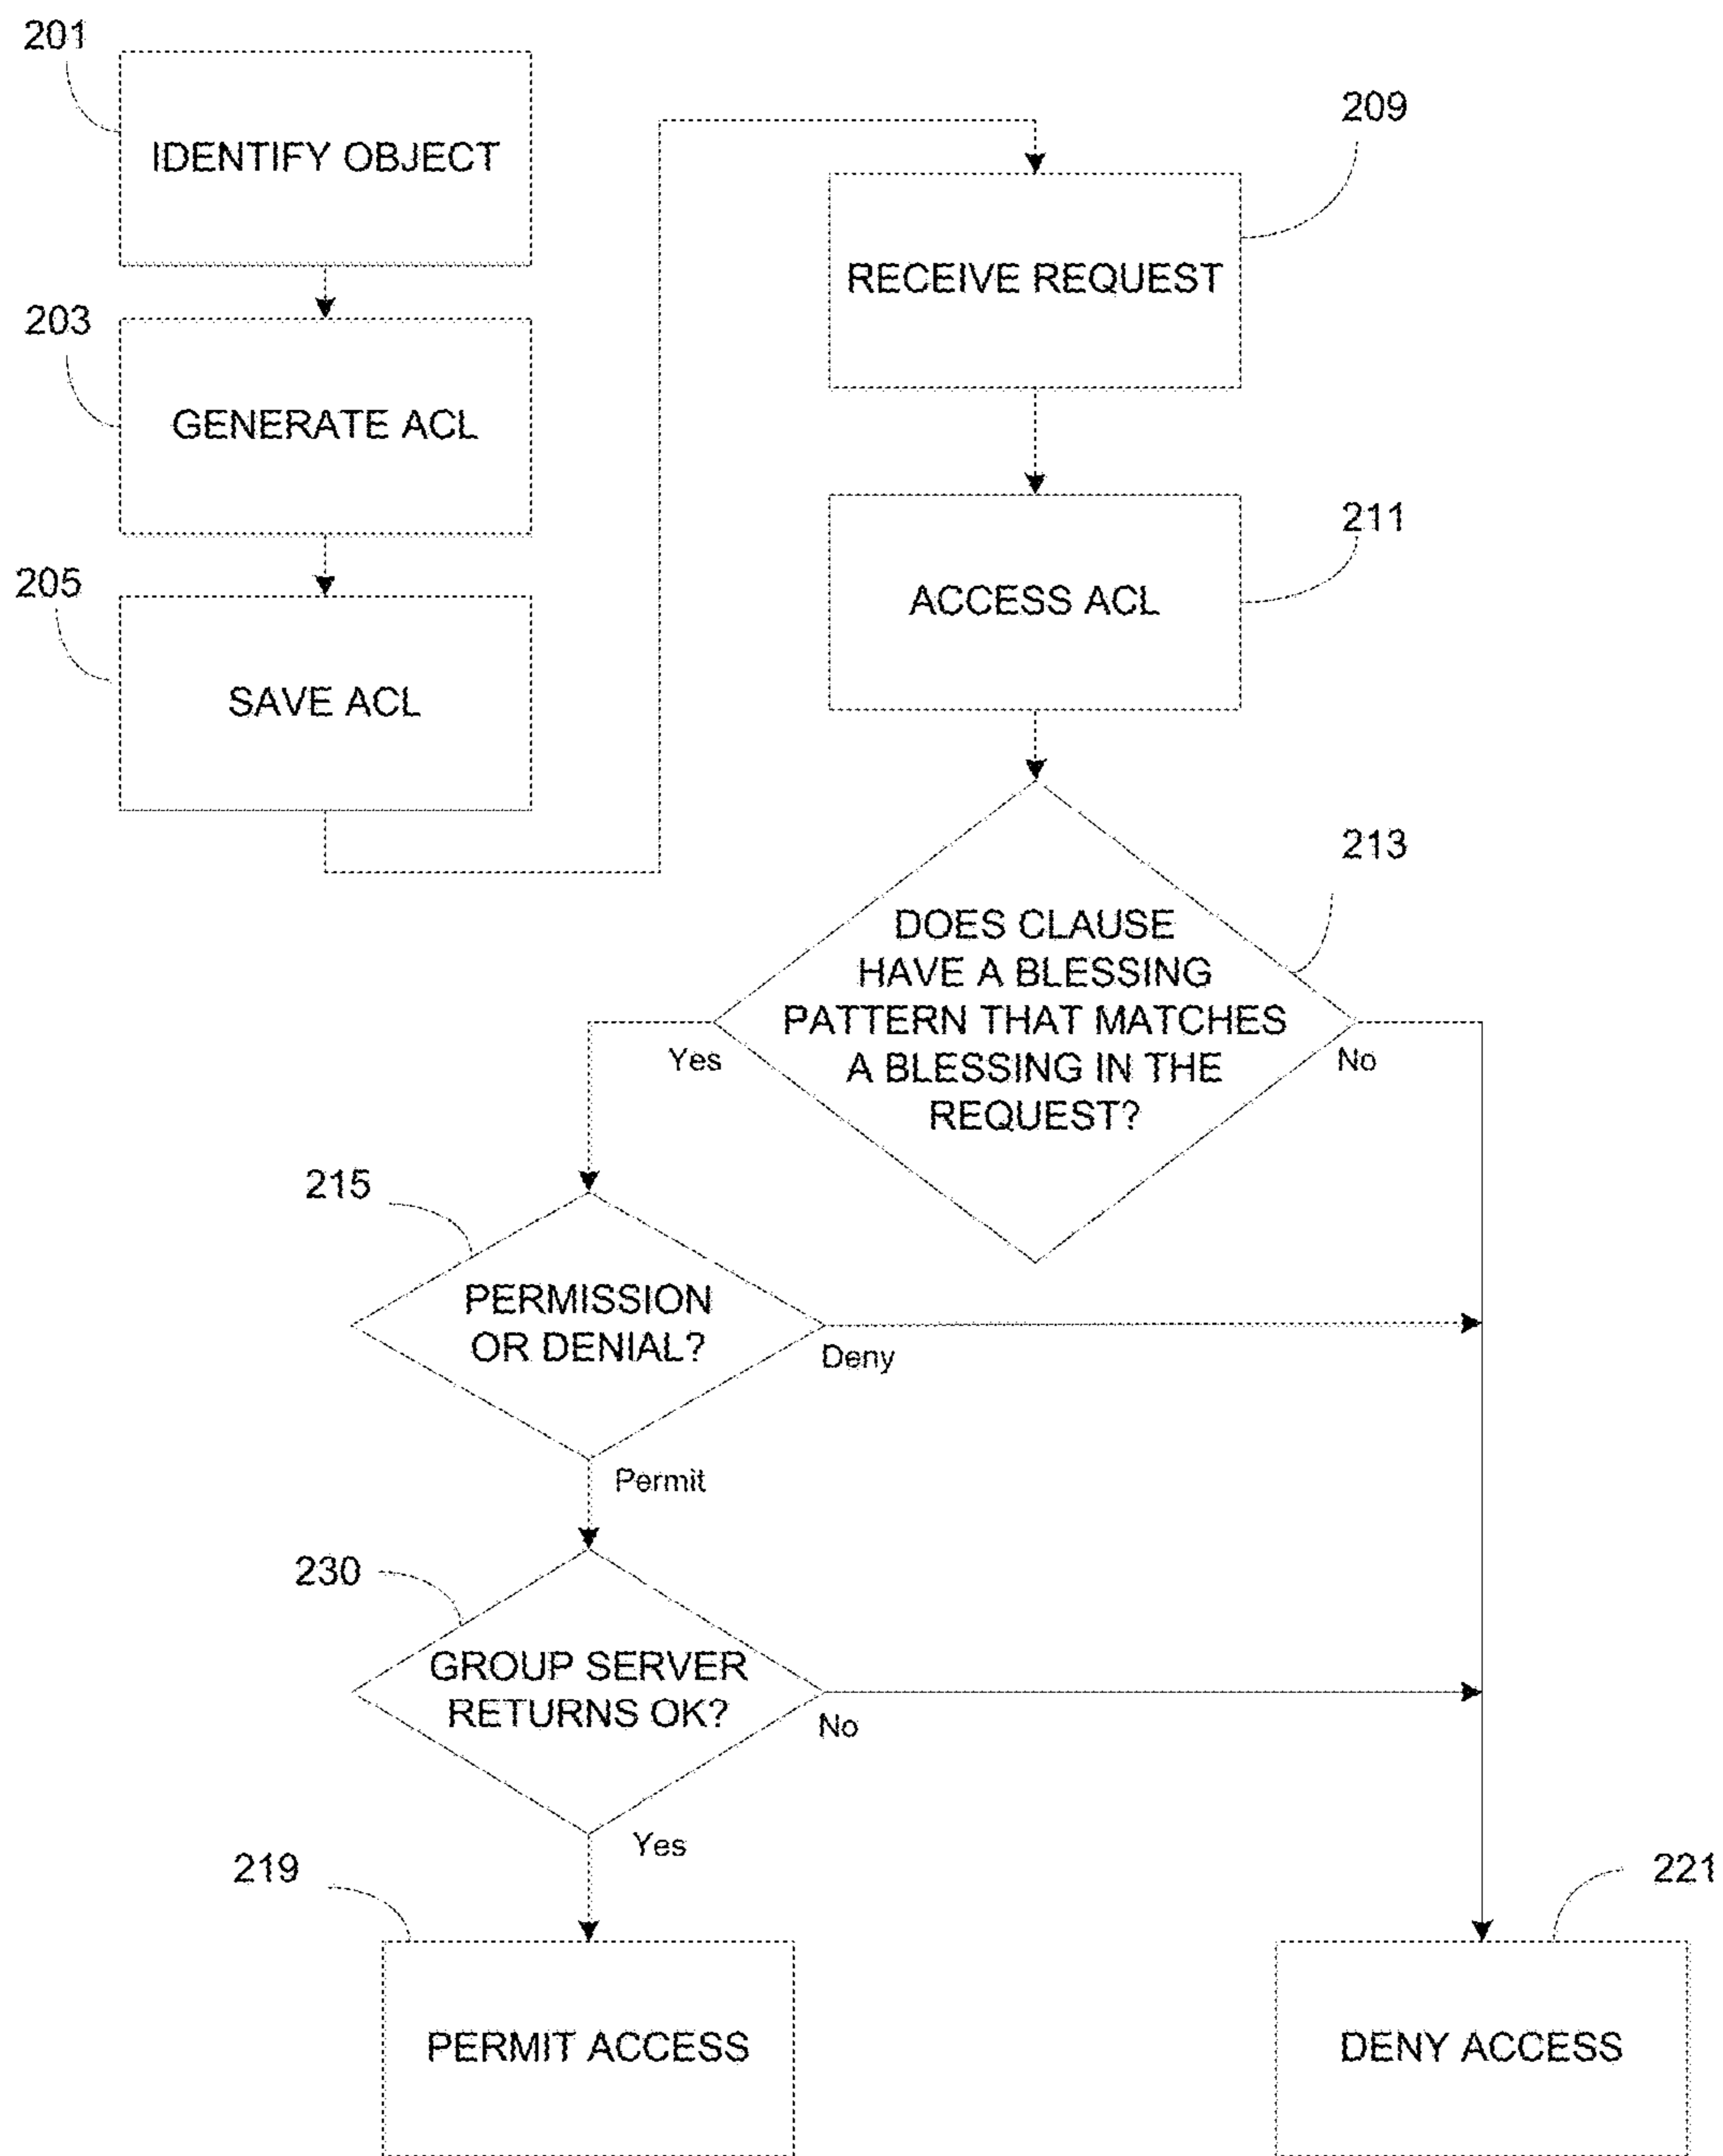 201
IDENTIFY OBJECT
203
GENERATE ACL
205
SAVE ACL
209
RECEIVE REQUEST
211
ACCESS ACL
213
DOES CLAUSE
HAVE A BLESSING
PATTERN THAT MATCHES
A BLESSING IN THE
REQUEST?
Yes
No
215
PERMISSION
OR DENIAL?
Deny
Permit
230
GROUP SERVER
RETURNS OK?
No
Yes
219
PERMIT ACCESS
221
DENY ACCESS